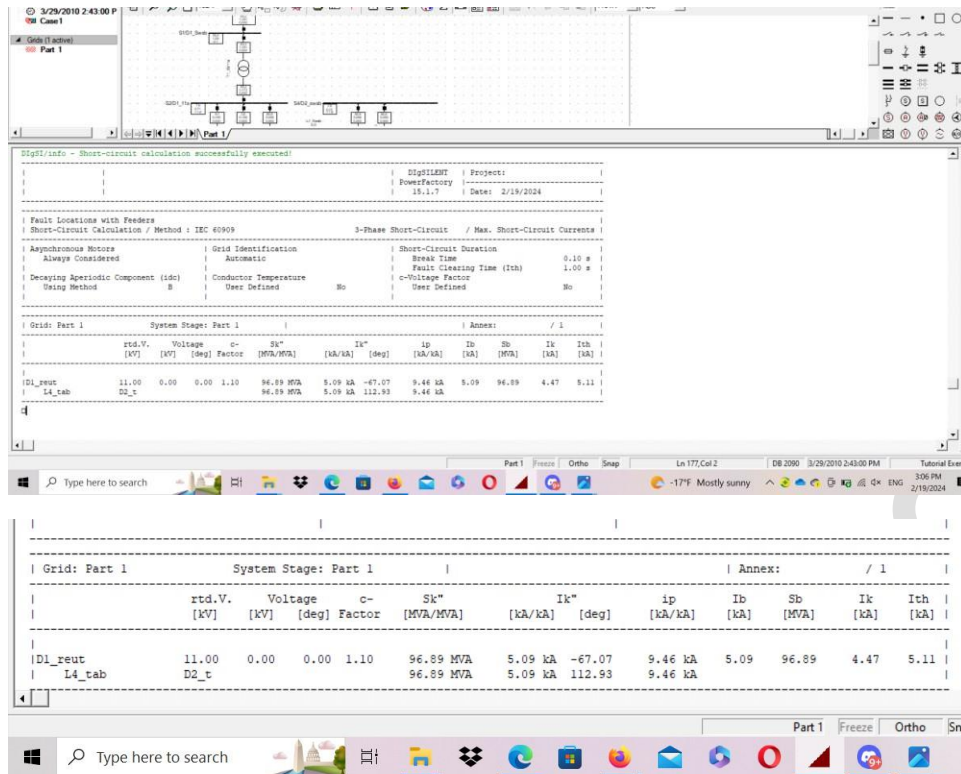 3/29/2010 2:43:00 P
Case1
Grids (1 active)
Part 1
Part 1
DIgSI/info - Short-circuit calculation successfully executed!
| | | DIgSILENT | Project: |
| | | PowerFactory |
| | | 15.1.7 | Date: 2/19/2024 |
| Fault Locations with Feeders |
| Short-Circuit Calculation / Method : IEC 60909 3-Phase Short-Circuit / Max. Short-Circuit Currents |
| Asynchronous Motors | Grid Identification | Short-Circuit Duration |
| Always Considered | Automatic | Break Time 0.10 s |
| | | Fault Clearing Time (Ith) 1.00 s |
| Decaying Aperiodic Component (idc) | Conductor Temperature | c-Voltage Factor |
| Using Method B | User Defined No | User Defined No |
| Grid: Part 1 System Stage: Part 1 | | Annex: / 1 |
| rtd.V. Voltage c- Sk" Ik" ip Ib Sb Ik Ith |
| [kV] [kV] [deg] Factor [MVA/MVA] [kA/kA] [deg] [kA/kA] [kA] [MVA] [kA] [kA] |
|D1_reut 11.00 0.00 0.00 1.10 96.89 MVA 5.09 kA -67.07 9.46 kA 5.09 96.89 4.47 5.11 |
| L4_tab D2_t 96.89 MVA 5.09 kA 112.93 9.46 kA |
Part 1 Freeze Ortho Snap Ln 177,Col 2 DB 2090 3/29/2010 2:43:00 PM Tutorial Exer
Type here to search -17°F Mostly sunny ENG 3:06 PM
2/19/2024
| Grid: Part 1 System Stage: Part 1 | | Annex: / 1 |
| rtd.V. Voltage c- Sk" Ik" ip Ib Sb Ik Ith |
| [kV] [kV] [deg] Factor [MVA/MVA] [kA/kA] [deg] [kA/kA] [kA] [MVA] [kA] [kA] |
|D1_reut 11.00 0.00 0.00 1.10 96.89 MVA 5.09 kA -67.07 9.46 kA 5.09 96.89 4.47 5.11 |
| L4_tab D2_t 96.89 MVA 5.09 kA 112.93 9.46 kA |
Part 1 Freeze Ortho Sn
Type here to search 9+